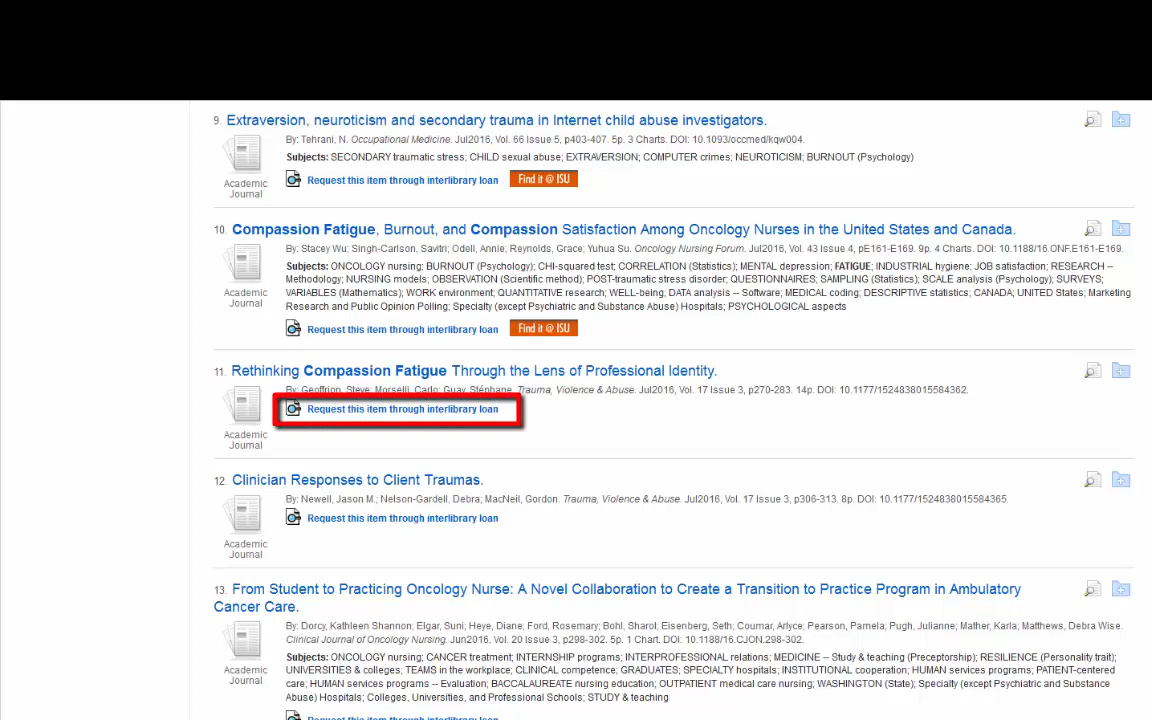 9. Extraversion, neuroticism and secondary trauma in Internet child abuse investigators.
By: Tehrani, N. Occupational Medicine. Jul2016, Vol. 66 Issue 5, p403-407. 5p. 3 Charts. DOI: 10.1093/occmed/kqw004.
Subjects: SECONDARY traumatic stress; CHILD sexual abuse; EXTRAVERSION; COMPUTER crimes; NEUROTICISM; BURNOUT (Psychology)
Academic
Journal
Request this item through interlibrary loan Find it @ ISU
10. Compassion Fatigue, Burnout, and Compassion Satisfaction Among Oncology Nurses in the United States and Canada.
By: Stacey Wu; Singh-Carlson, Savitri; Odell, Annie; Reynolds, Grace; Yuhua Su. Oncology Nursing Forum. Jul2016, Vol. 43 Issue 4, pE161-E169. 9p. 4 Charts. DOI: 10.1188/16.ONF.E161-E169.
Subjects: ONCOLOGY nursing; BURNOUT (Psychology); CHI-squared test; CORRELATION (Statistics); MENTAL depression; FATIGUE; INDUSTRIAL hygiene; JOB satisfaction; RESEARCH --
Methodology; NURSING models; OBSERVATION (Scientific method); POST-traumatic stress disorder; QUESTIONNAIRES; SAMPLING (Statistics); SCALE analysis (Psychology); SURVEYS;
VARIABLES (Mathematics); WORK environment; QUANTITATIVE research; WELL-being; DATA analysis -- Software; MEDICAL coding; DESCRIPTIVE statistics; CANADA; UNITED States; Marketing
Research and Public Opinion Polling; Specialty (except Psychiatric and Substance Abuse) Hospitals; PSYCHOLOGICAL aspects
Academic
Journal
Request this item through interlibrary loan Find it @ ISU
11. Rethinking Compassion Fatigue Through the Lens of Professional Identity.
By: Geoffrion, Steve; Morselli, Carlo; Guay, Stéphane. Trauma, Violence & Abuse. Jul2016, Vol. 17 Issue 3, p270-283. 14p. DOI: 10.1177/1524838015584362.
Request this item through interlibrary loan
Academic
Journal
12. Clinician Responses to Client Traumas.
By: Newell, Jason M.; Nelson-Gardell, Debra; MacNeil, Gordon. Trauma, Violence & Abuse. Jul2016, Vol. 17 Issue 3, p306-313. 8p. DOI: 10.1177/1524838015584365.
Request this item through interlibrary loan
Academic
Journal
13. From Student to Practicing Oncology Nurse: A Novel Collaboration to Create a Transition to Practice Program in Ambulatory
Cancer Care.
By: Dorcy, Kathleen Shannon; Elgar, Suni; Heye, Diane; Ford, Rosemary; Bohl, Sharol; Eisenberg, Seth; Coumar, Arlyce; Pearson, Pamela; Pugh, Julianne; Mather, Karla; Matthews, Debra Wise.
Clinical Journal of Oncology Nursing. Jun2016, Vol. 20 Issue 3, p298-302. 5p. 1 Chart. DOI: 10.1188/16.CJON.298-302.
Subjects: ONCOLOGY nursing; CANCER treatment; INTERNSHIP programs; INTERPROFESSIONAL relations; MEDICINE -- Study & teaching (Preceptorship); RESILIENCE (Personality trait);
UNIVERSITIES & colleges; TEAMS in the workplace; CLINICAL competence; GRADUATES; SPECIALTY hospitals; INSTITUTIONAL cooperation; HUMAN services programs; PATIENT-centered
care; HUMAN services programs -- Evaluation; BACCALAUREATE nursing education; OUTPATIENT medical care nursing; WASHINGTON (State); Specialty (except Psychiatric and Substance
Abuse) Hospitals; Colleges, Universities, and Professional Schools; STUDY & teaching
Academic
Journal
Request this item through interlibrary loan